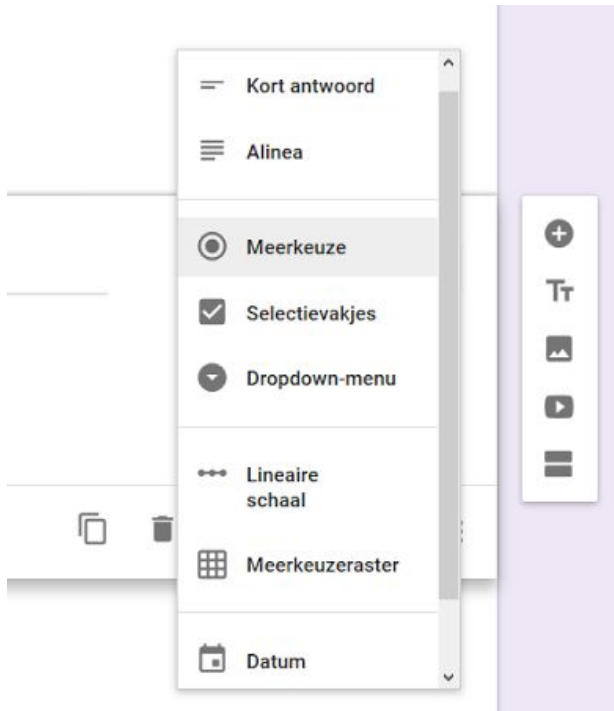 Kort antwoord
Alinea
Meerkeuze
Selectievakjes
Dropdown-menu
Lineaire
schaal
Meerkeuzeraster
Datum